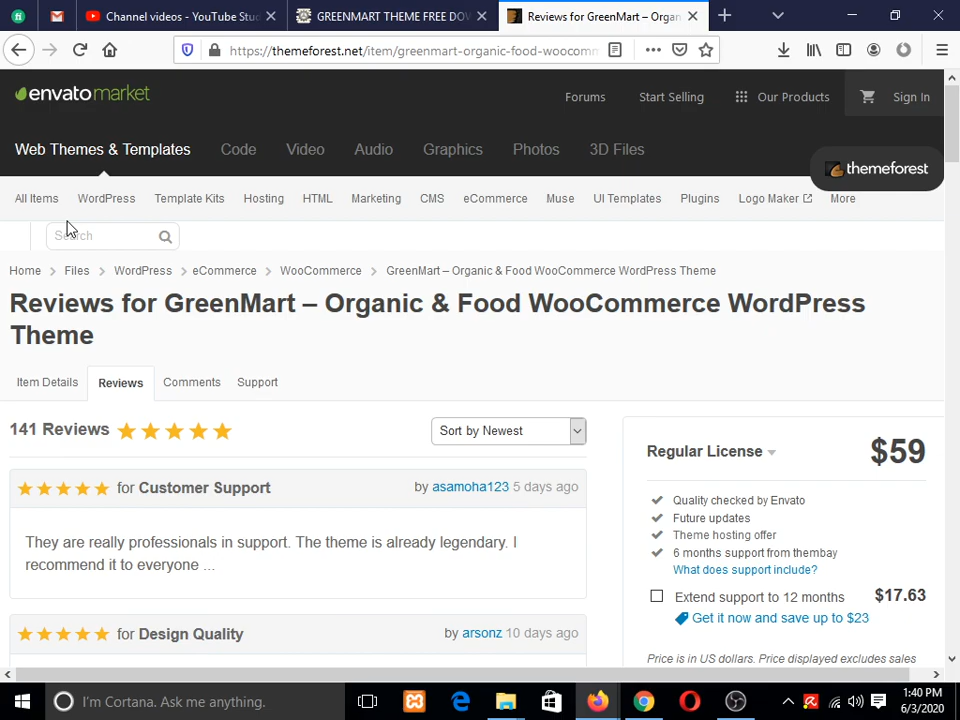 Channel videos - YouTube Stu
GREENMART THEME FREE DOV
Reviews for GreenMart – Organ
https://themeforest.net/item/greenmart-organic-food-woocomm
envatomarket
Forums
Start Selling
Our Products
Sign In
Web Themes & Templates
Code
Video
Audio
Graphics
Photos
3D Files
themeforest
All Items
WordPress
Template Kits
Hosting
HTML
Marketing
CMS
eCommerce
Muse
UI Templates
Plugins
Logo Maker
More
Search
Home > Files > WordPress > eCommerce > WooCommerce > GreenMart – Organic & Food WooCommerce WordPress Theme
Reviews for GreenMart – Organic & Food WooCommerce WordPress
Theme
Item Details
Reviews
Comments
Support
141 Reviews
Sort by Newest
for Customer Support
by asamoha123 5 days ago
They are really professionals in support. The theme is already legendary. I
recommend it to everyone ...
for Design Quality
by arsonz 10 days ago
Regular License
$59
Quality checked by Envato
Future updates
Theme hosting offer
6 months support from thembay
What does support include?
Extend support to 12 months
$17.63
Get it now and save up to $23
Price is in US dollars. Price displayed excludes sales
I'm Cortana. Ask me anything.
1:40 PM
6/3/2020